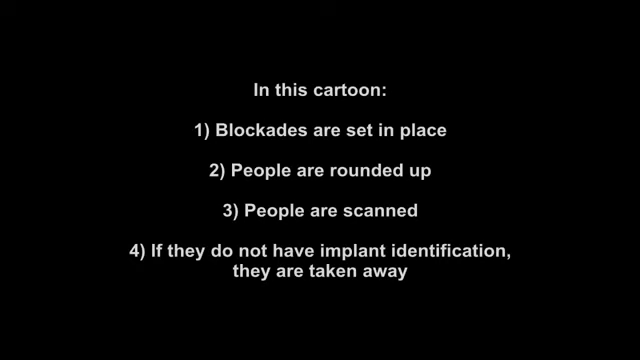 In this cartoon:
1) Blockades are set in place
2) People are rounded up
3) People are scanned
4) If they do not have implant identification,
they are taken away